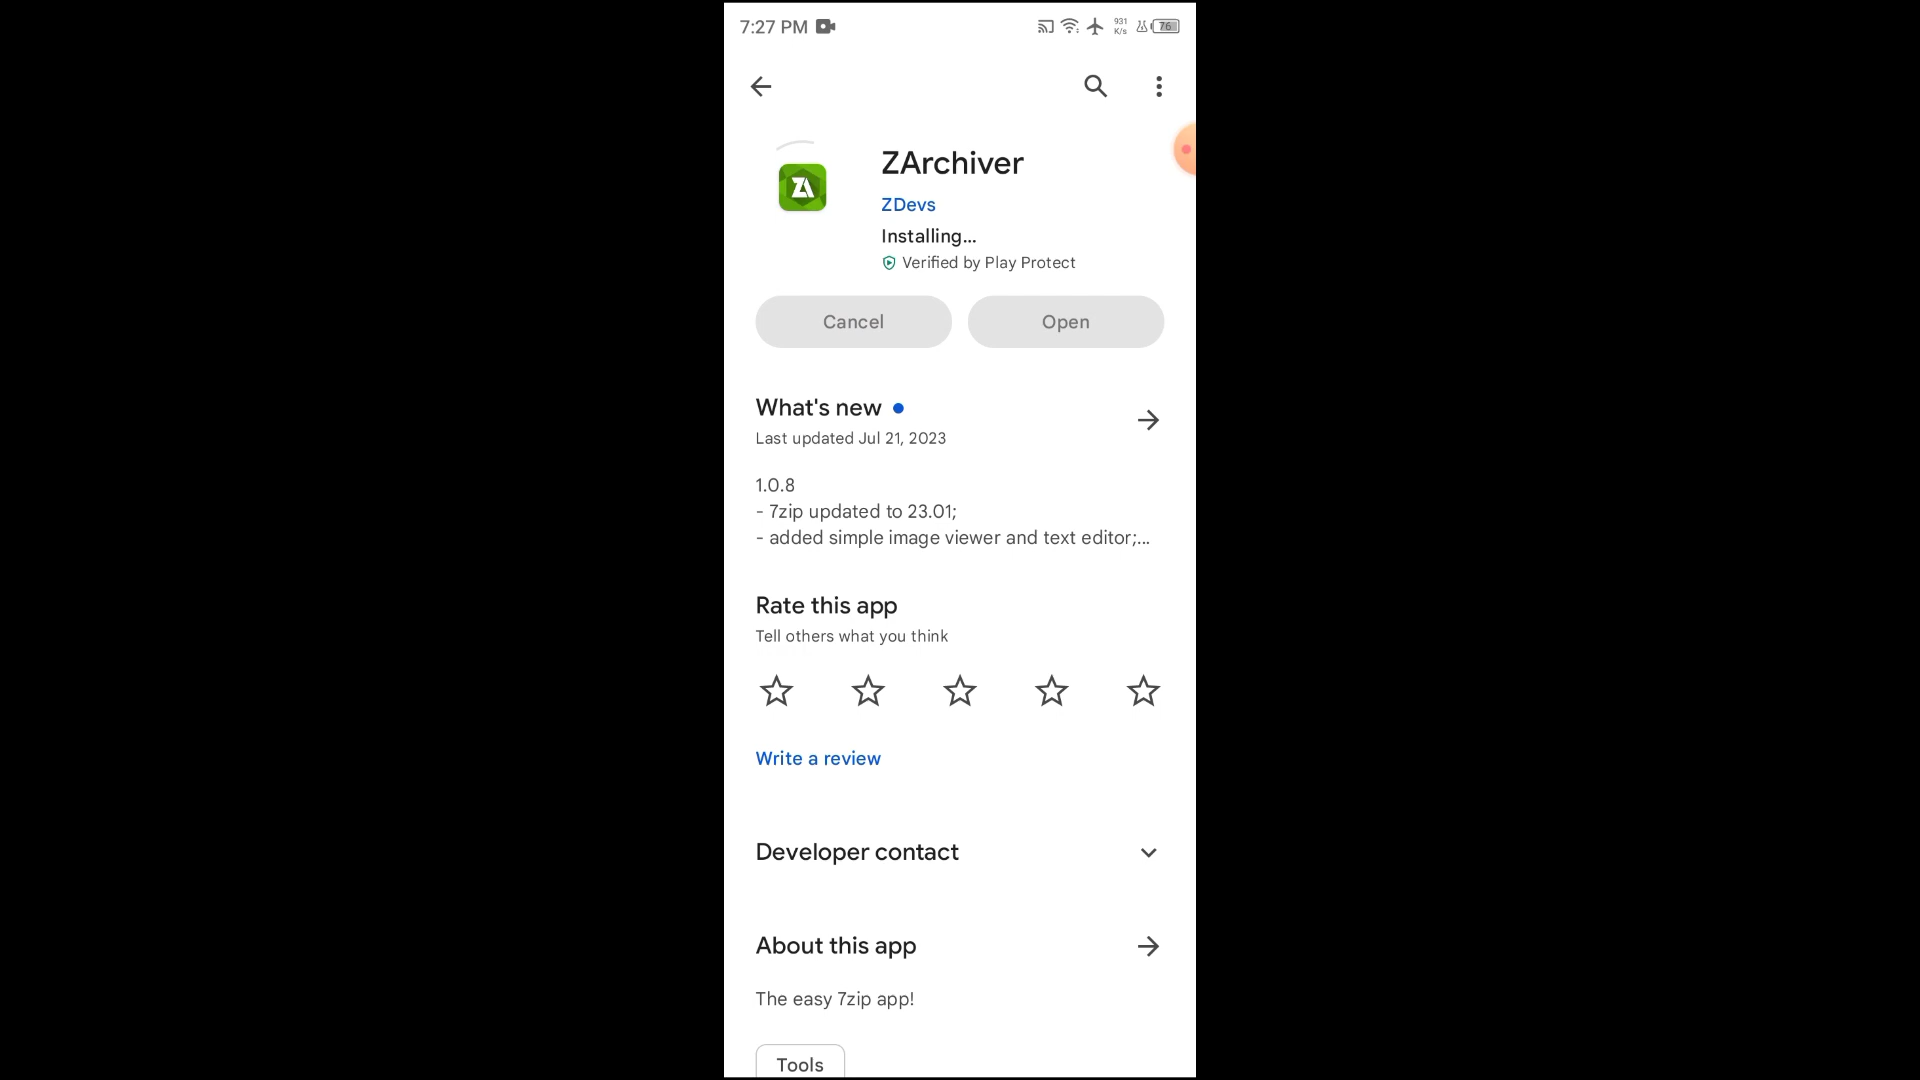 7:27 PM
931
K/s
76
ZA
ZArchiver
ZDevs
Installing...
Verified by Play Protect
Cancel
Open
What's new
Last updated Jul 21, 2023
1.0.8
- 7zip updated to 23.01;
- added simple image viewer and text editor;...
Rate this app
Tell others what you think
Write a review
Developer contact
About this app
The easy 7zip app!
Tools